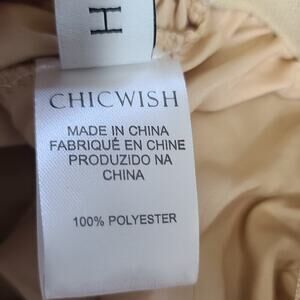 H
CHICWISH
MADE IN CHINA
FABRIQUÉ EN CHINE
PRODUZIDO NA
CHINA
100% POLYESTER